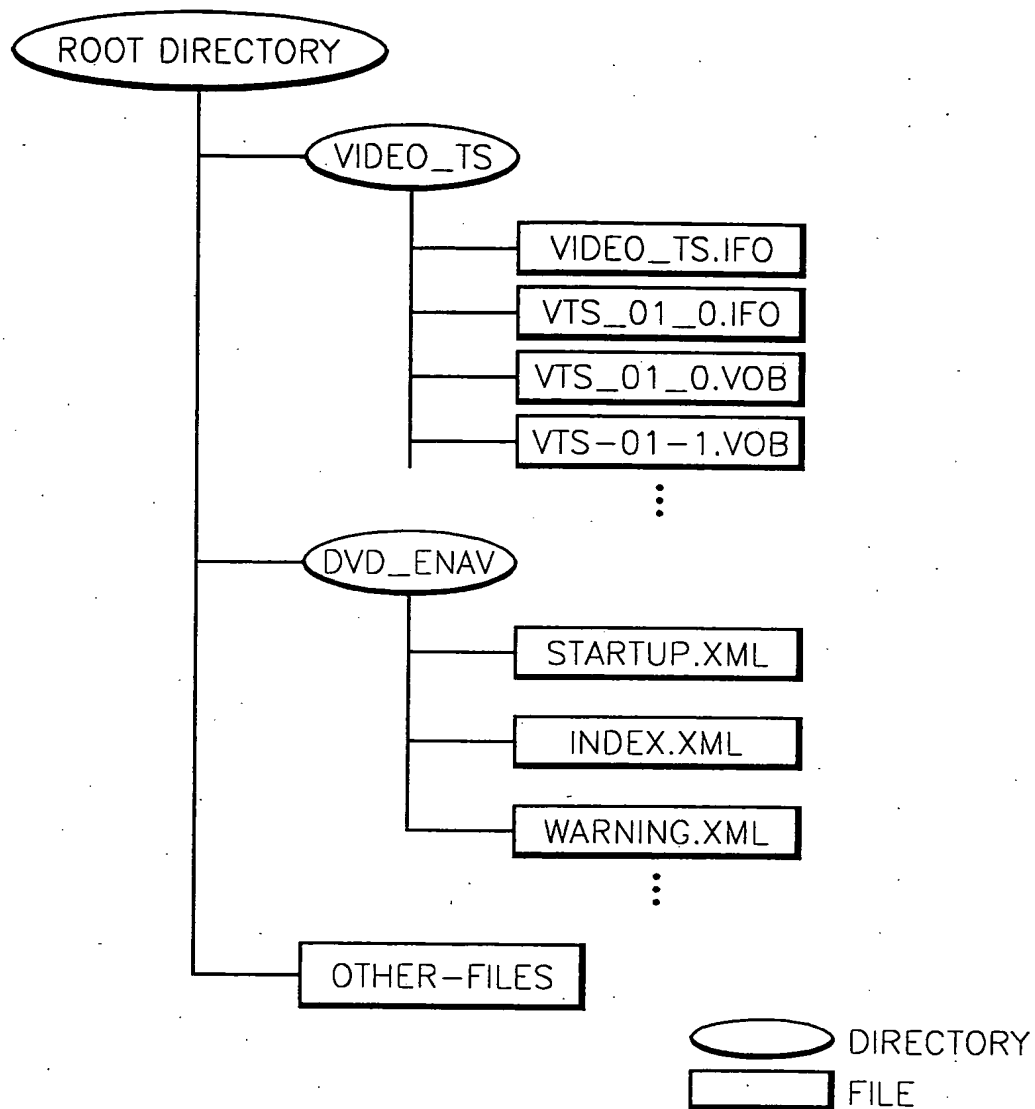 ROOT DIRECTORY
VIDEO_TS
VIDEO_TS.IFO
VTS_01_0.IFO
VTS_01_0.VOB
VTS-01-1.VOB
DVD_ENAV
STARTUP.XML
INDEX.XML
WARNING.XML
OTHER-FILES
DIRECTORY
FILE